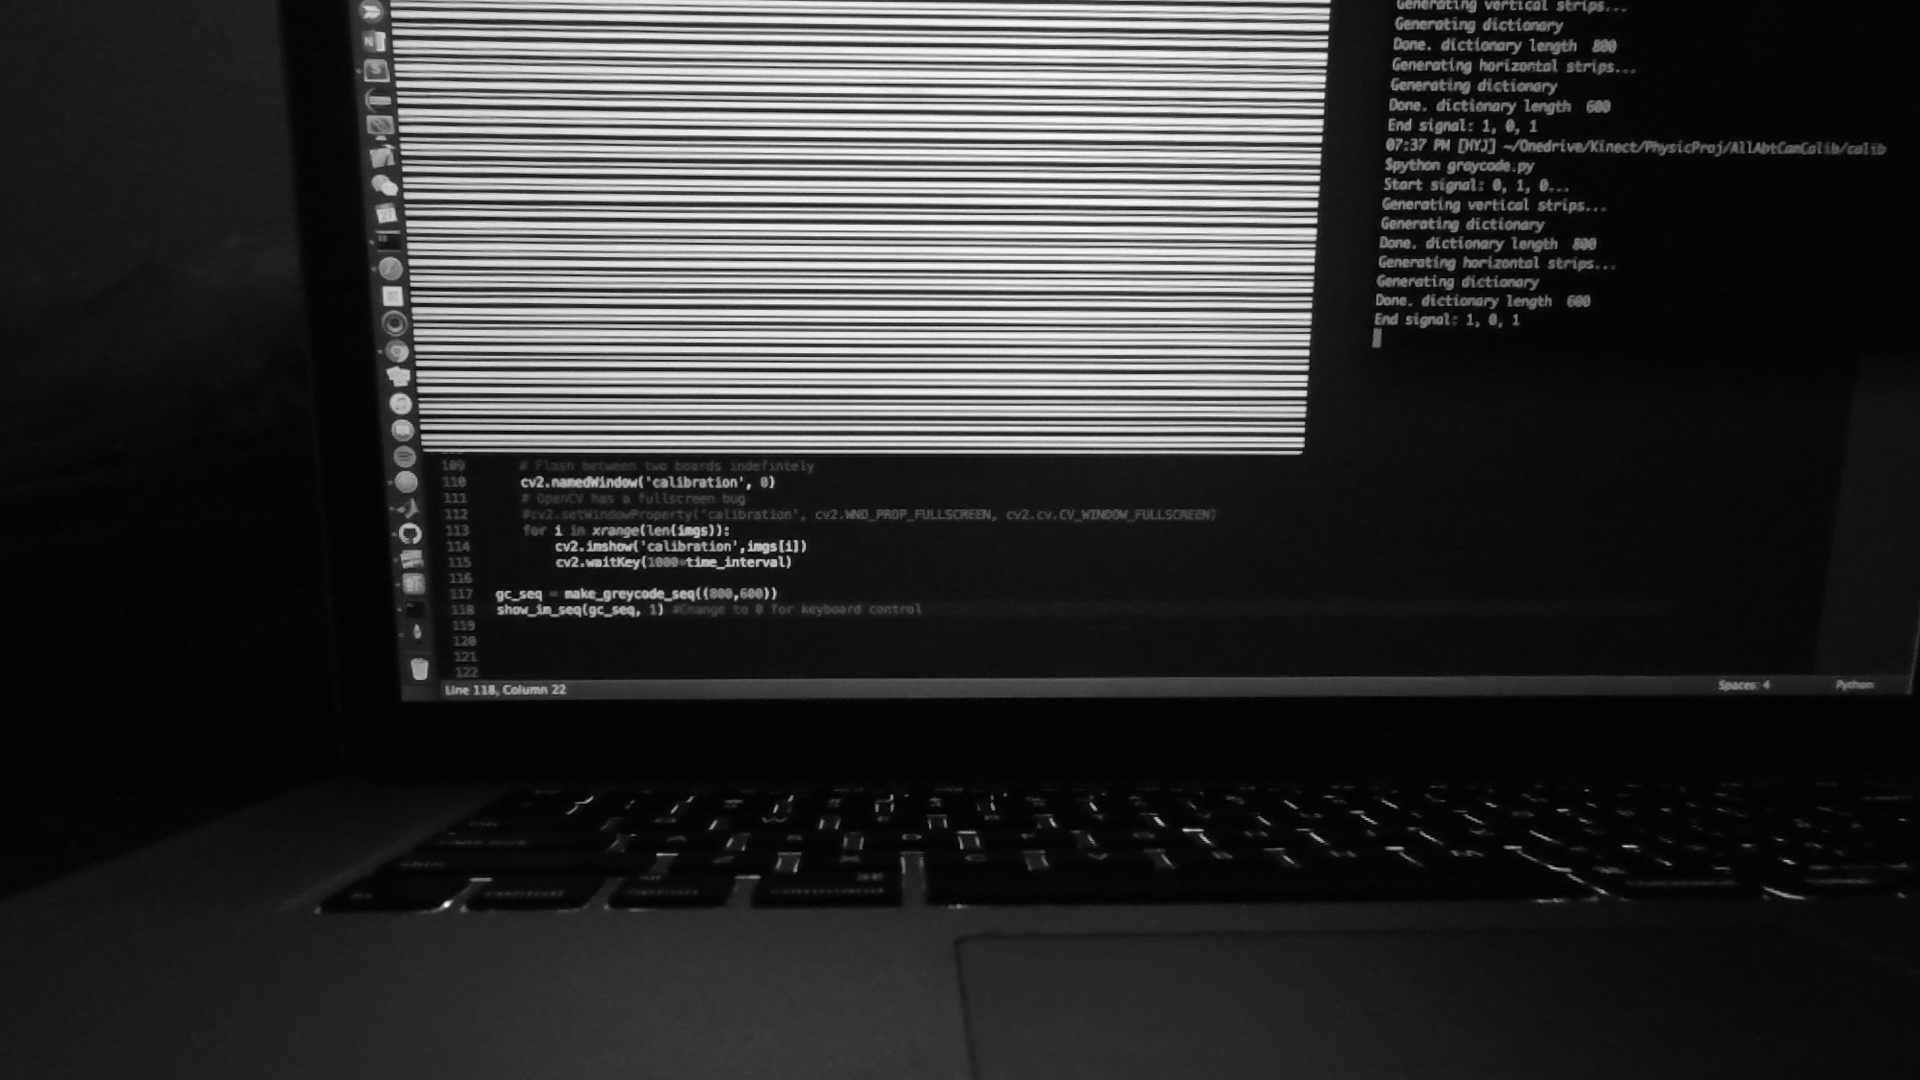 Generating vertical strips...
Generating dictionary
Done. dictionary length 800
Generating horizontal strips...
Generating dictionary
Done. dictionary length 600
End signal: 1, 0, 1
07:37 PM [HYJ] ~/Onedrive/Kinect/PhysicProj/AllAbtCamCalib/calib
$python graycode.py
Start signal: 0, 1, 0...
Generating vertical strips...
Generating dictionary
Done. dictionary length 800
Generating horizontal strips...
Generating dictionary
Done. dictionary length 600
End signal: 1, 0, 1
109 # Flash between two boards indefintely
110 cv2.namedWindow('calibration', 0)
111 # OpenCV has a fullscreen bug
112 #cv2.setWindowProperty('calibration', cv2.WND_PROP_FULLSCREEN, cv2.cv.CV_WINDOW_FULLSCREEN)
113 for i in xrange(len(imgs)):
114 cv2.imshow('calibration',imgs[i])
115 cv2.waitKey(1000*time_interval)
116
117 gc_seq = make_greycode_seq((800,600))
118 show_im_seq(gc_seq, 1) #Change to 0 for keyboard control
119
120
121
122
Line 118, Column 22
Spaces: 4
Python